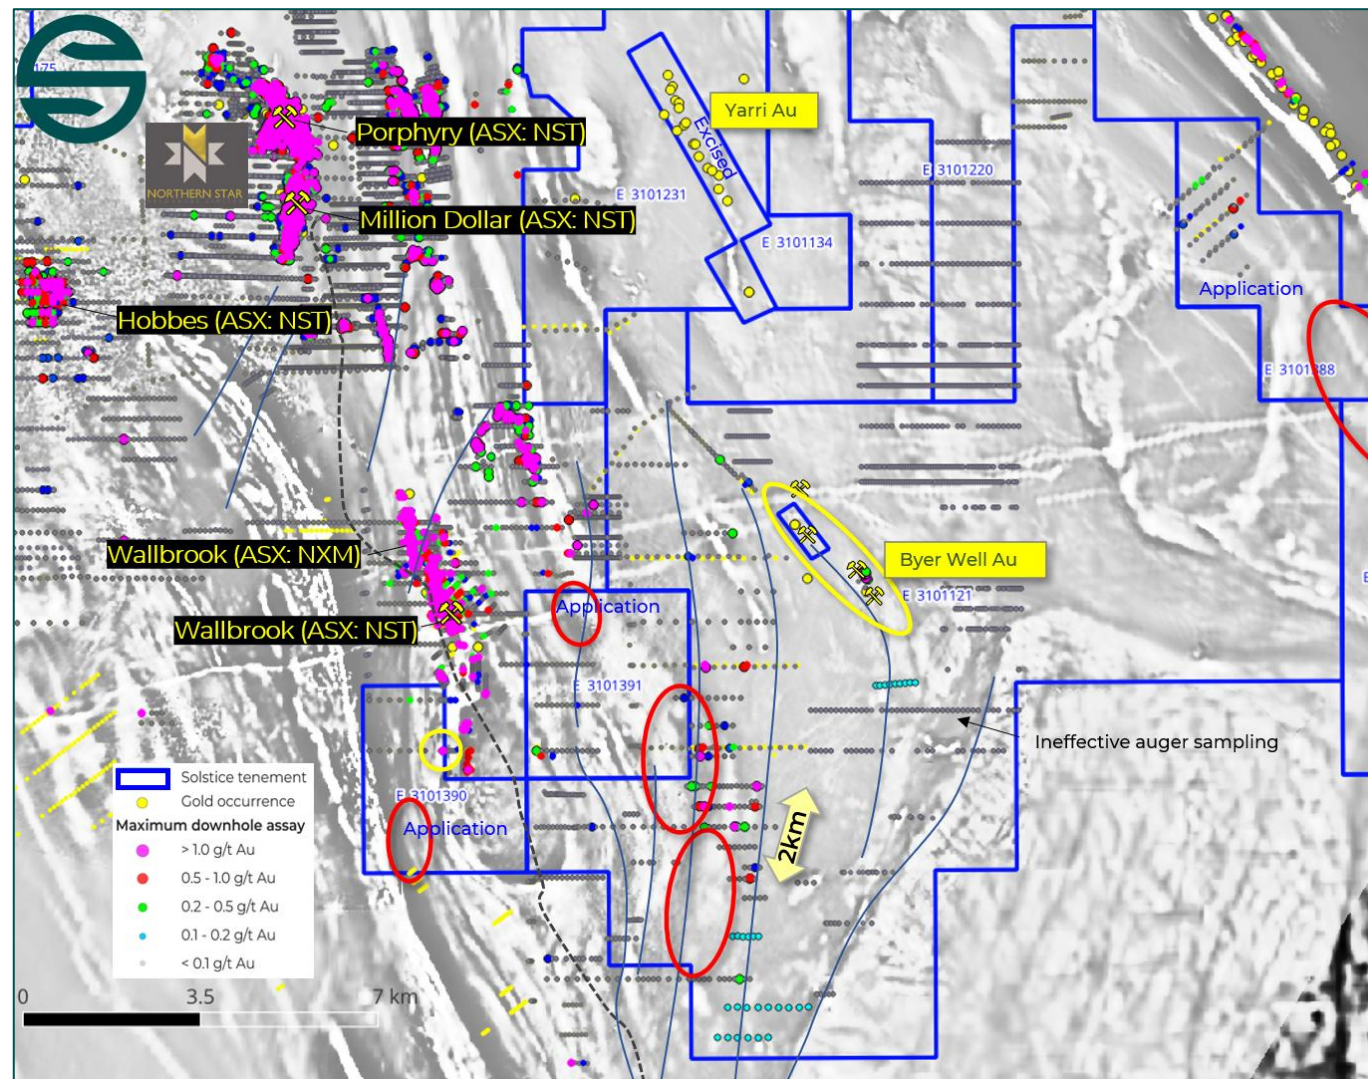 175
Yarri Au
Porphyry (ASX: NST)
Excised
NORTHERN STAR
E 3101220
E 3101231
Million Dollar (ASX: NST)
E 3101134
Application
Hobbes (ASX: NST)
E 3101388
Wallbrook (ASX: NXM)
Byer Well Au
E 3101121
Application
Wallbrook (ASX: NST)
E 3101391
Ineffective auger sampling
Solstice tenement
Gold occurrence
E 3101390
Maximum downhole assay
Application
2km
> 1.0 g/t Au
0.5 - 1.0 g/t Au
0.2 - 0.5 g/t Au
0.1 - 0.2 g/t Au
< 0.1 g/t Au
0 3.5 7 km